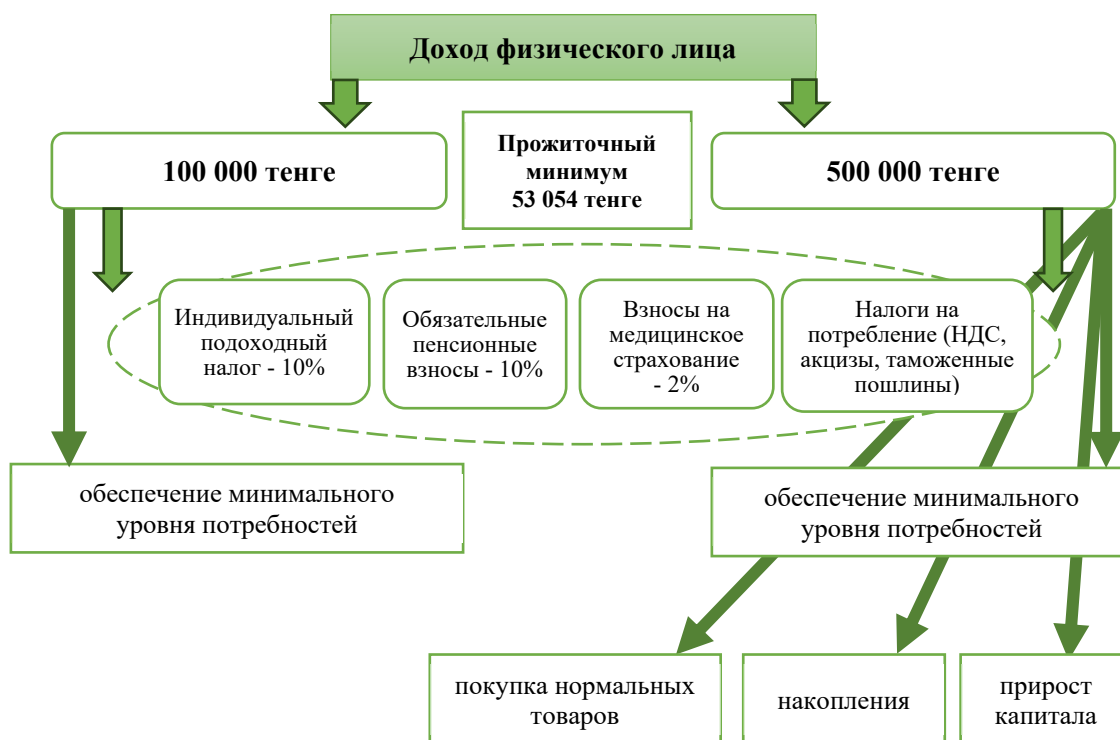 Доход физического лица
100 000 тенге
Прожиточный
минимум
53 054 тенге
500 000 тенге
Индивидуальный
подоходный
налог - 10%
Обязательные
пенсионные
взносы - 10%
Взносы на
медицинское
страхование
- 2%
Налоги на
потребление (НДС,
акцизы, таможенные
пошлины)
обеспечение минимального
уровня потребностей
обеспечение минимального
уровня потребностей
покупка нормальных
товаров
накопления
прирост
капитала